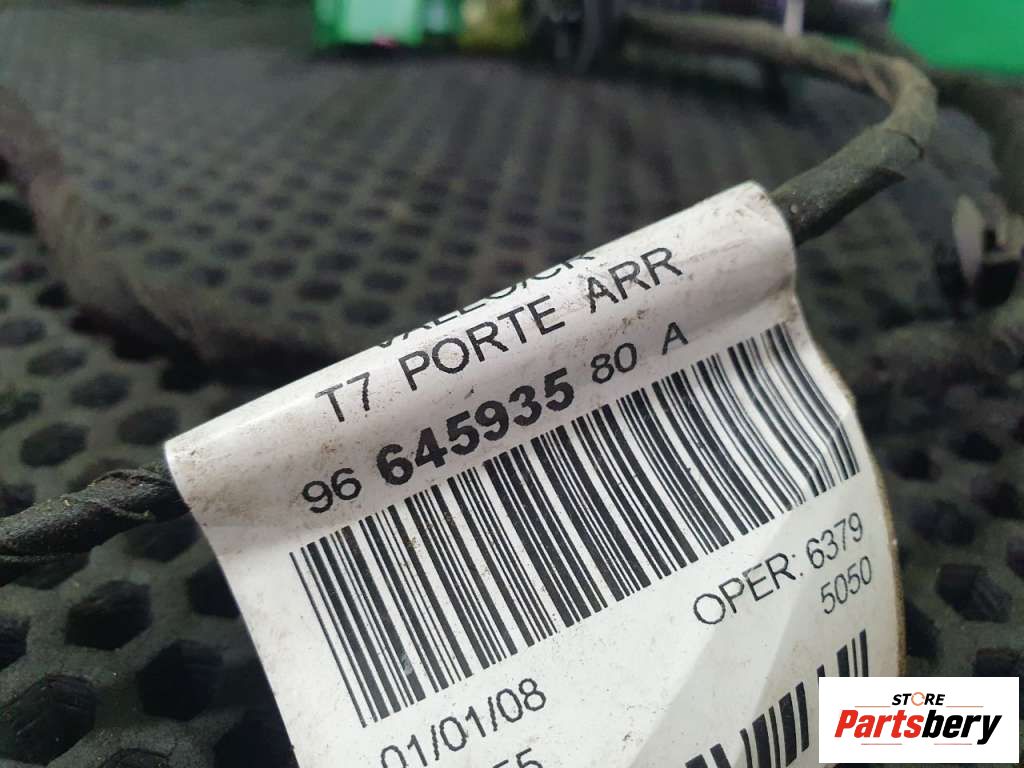 T7 PORTE ARR
96 645935 80 A
OPER: 6379
5050
01/01/08
STORE
Partsbery